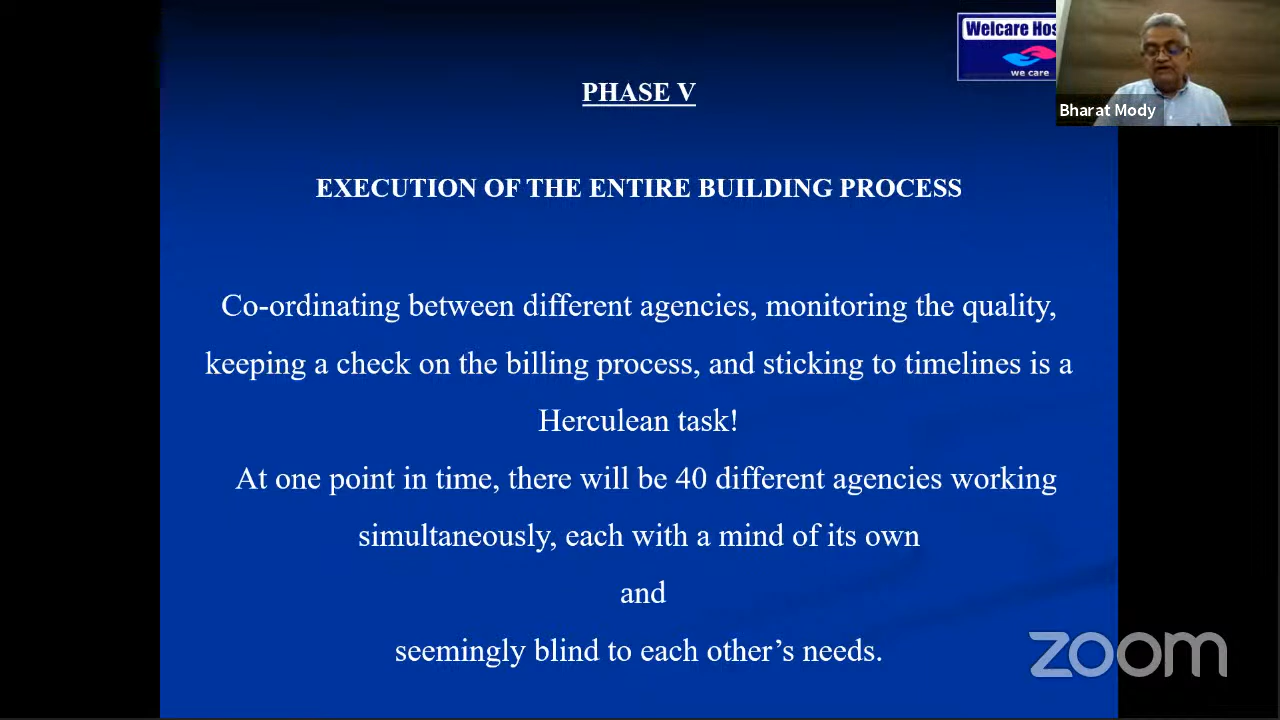 Welcare Hos
we care
Bharat Mody
PHASE V
EXECUTION OF THE ENTIRE BUILDING PROCESS
Co-ordinating between different agencies, monitoring the quality,
keeping a check on the billing process, and sticking to timelines is a
Herculean task!
At one point in time, there will be 40 different agencies working
simultaneously, each with a mind of its own
and
seemingly blind to each other’s needs.
zoom